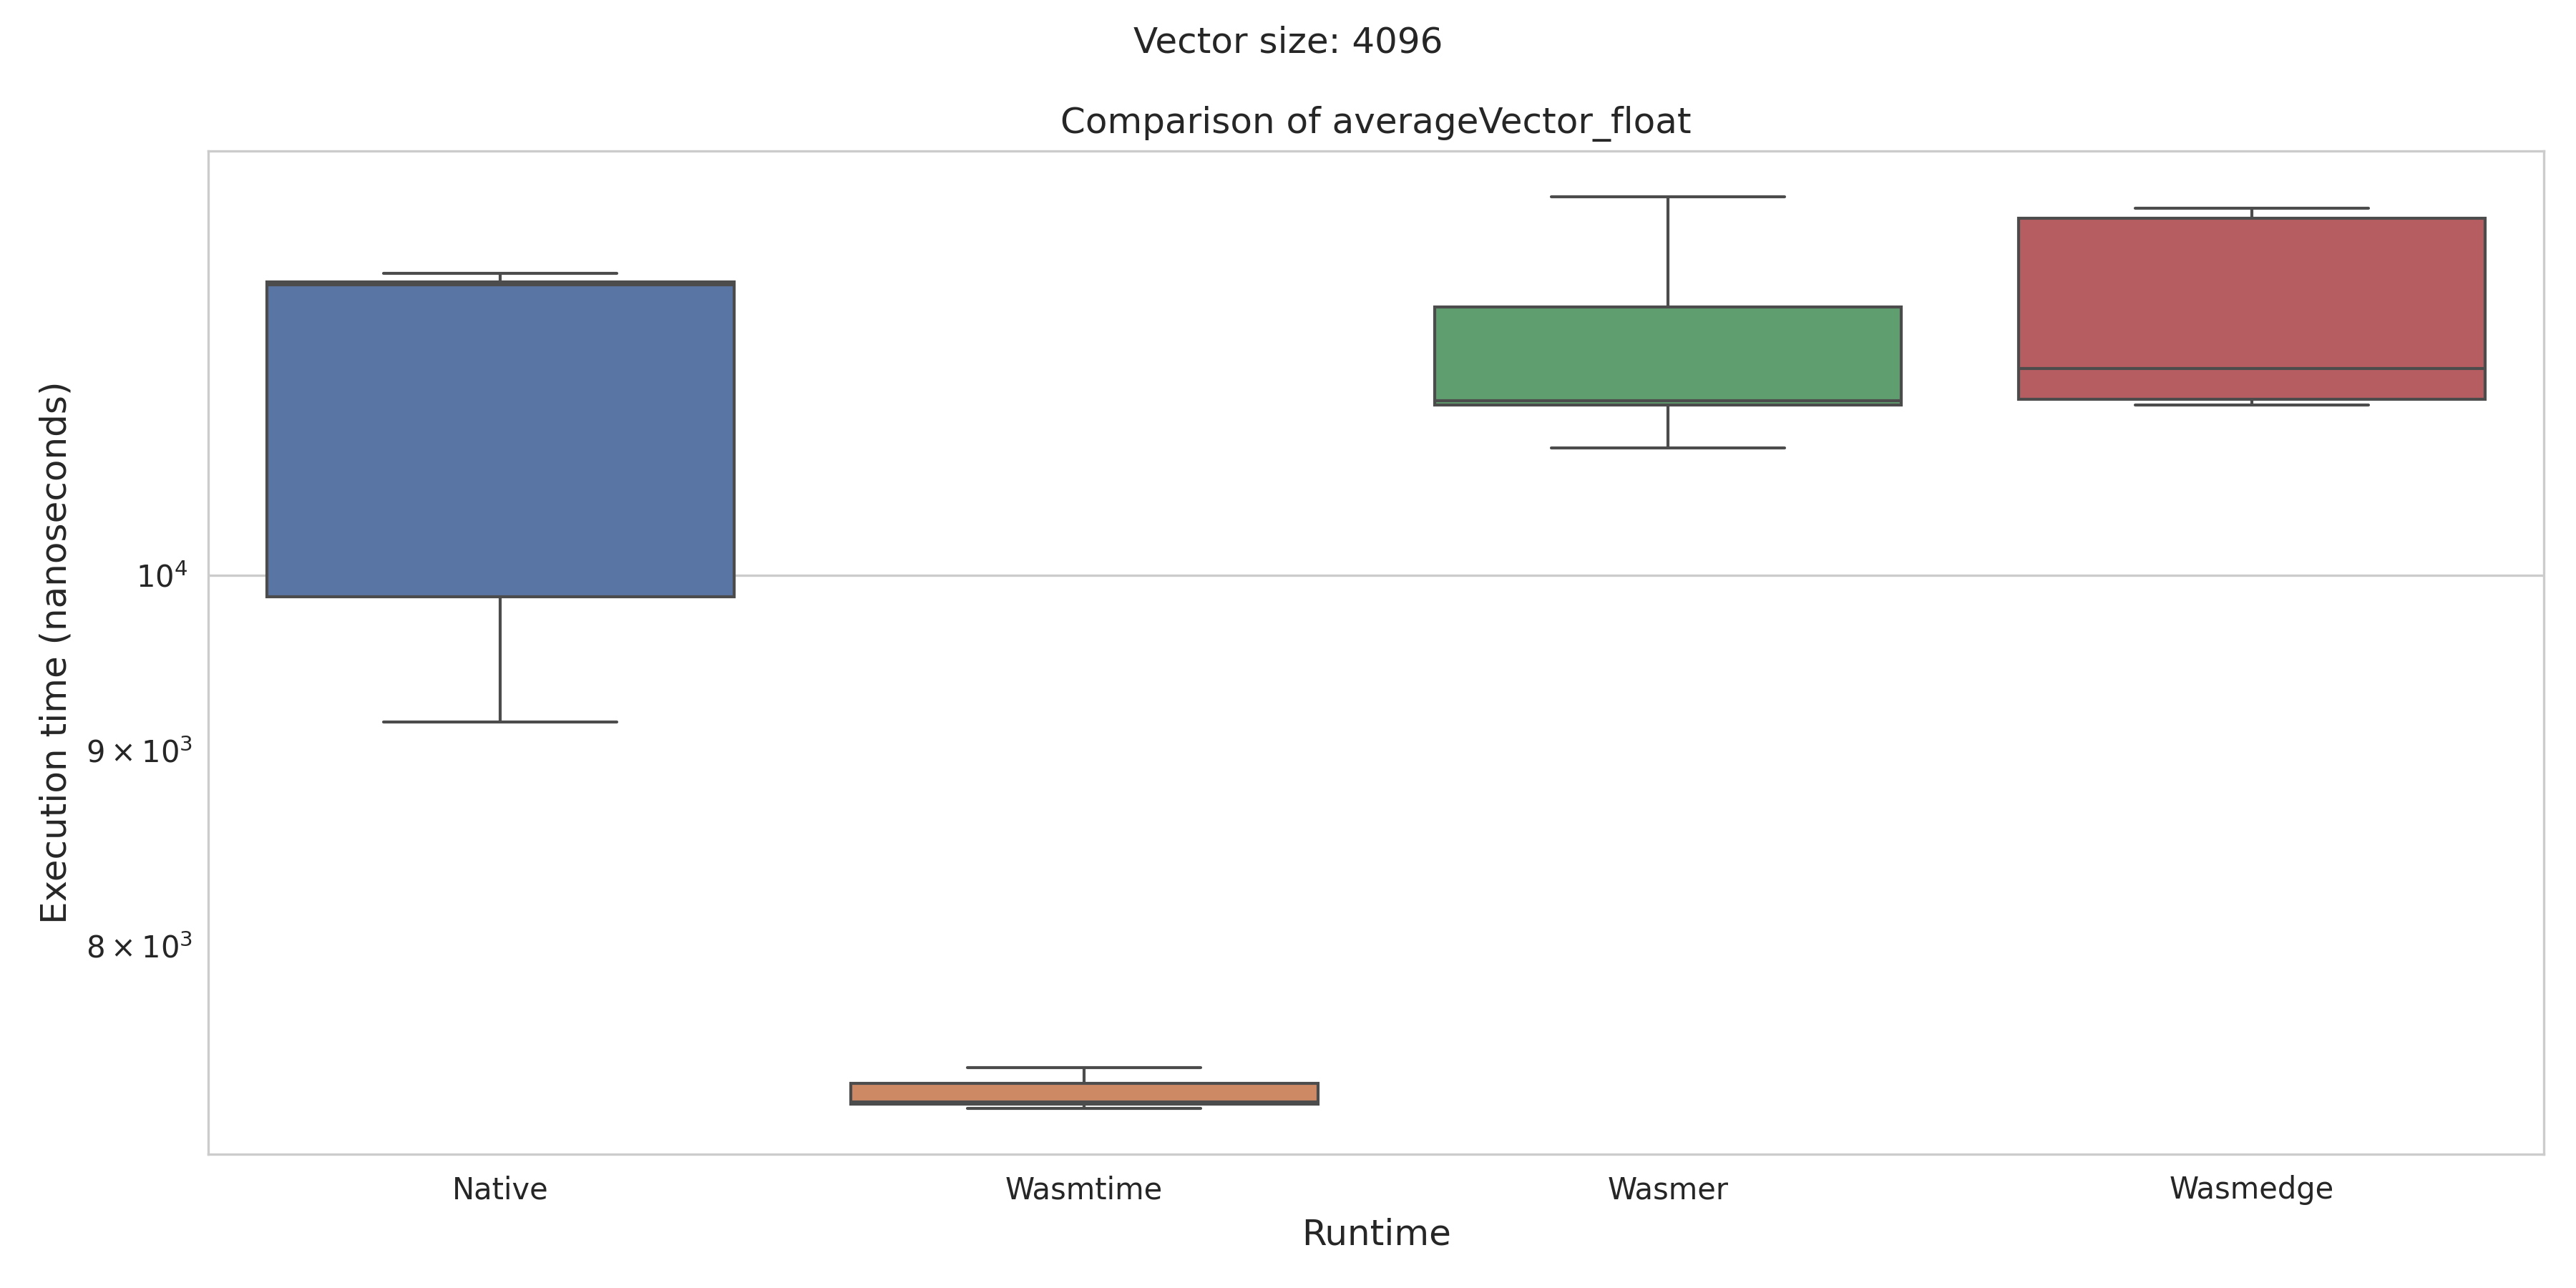 Vector size: 4096
Comparison of averageVector_float
Execution time (nanoseconds)
10⁴
9 × 10³
8 × 10³
Native Wasmtime Wasmer Wasmedge
Runtime